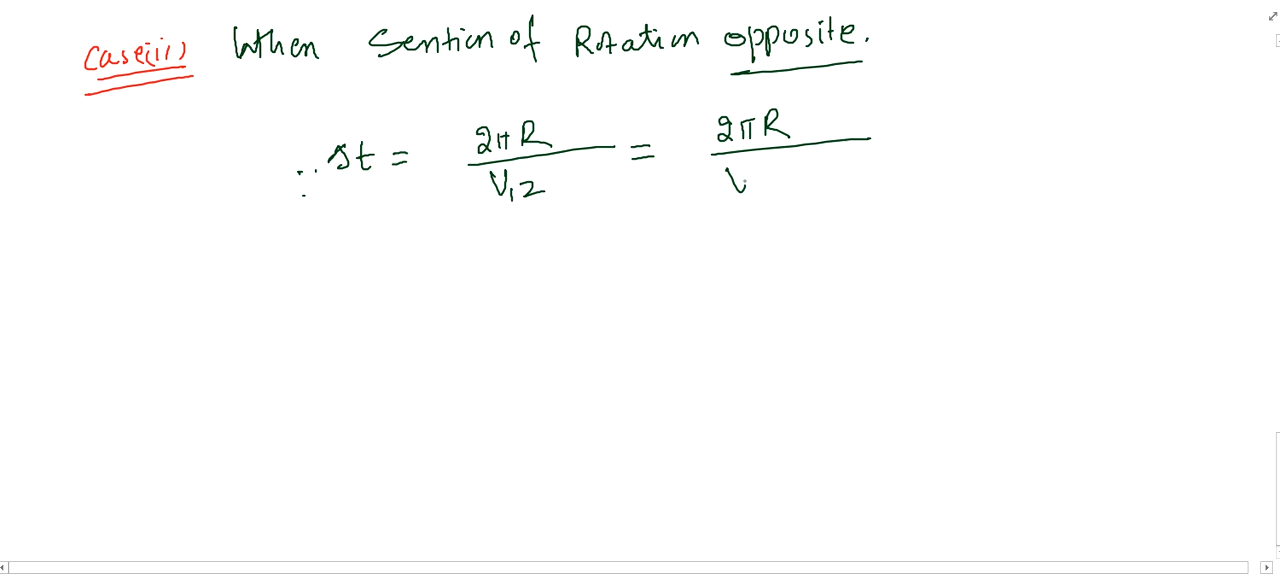 Case(ii) When Sention of Rotation opposite.
∴ Δt = 2πR / V12 = 2πR / V